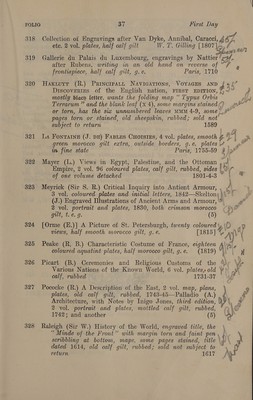 FOLIO 37 First Day
318 Collection of Engravings after Van Dyke, Annibal, Caracci,
etc. 2 vol. plates, half calf gilt W. T. Gilling [1807]
319 Gallerie du Palais du Luxembourg, engravings by Nattier
after Rubens, writing in an old hand on reverse of
frontispiece, half calf gilt, g. e. Paris, 1710
320 HAKLUYT (R.) PRINCIPALL NAVIGATIONS, VOYAGES AND
DISCOVERIES of the English nation, FIRST EDITION,
mostly black letter, wants the folding map "Typus Orbis
Terrarum" and the blank leaf (X 4), some margins stained
or torn, has the six unnumbered leaves MMM 4-9, some
pages torn or stained, old sheepskin, rubbed; sold not
subject to return 1589
321 LA FONTAINE (J. DE) FABLES CHOISIES, 4 vol. plates, smooth
green morocco gilt extra, outside borders, g. e. plates
in fine state Paris, 1755-59
322 Mayer (L.) Views in Egypt, Palestine, and the Ottoman
Empire, 2 vol. 96 coloured plates, calf gilt, rubbed, sides
of one volume detached 1801-4-3
323 Meyrick (Sir S. R.) Critical Inquiry into Antient Armour,
3 vol. coloured plates and initial letters, 1842—Skelton
(J.) Engraved Illustrations of Ancient Arms and Armour,
2 vol. portrait and plates, 1830, both crimson morocco
gilt, t. e. g. (5)
324 [Orme (E.)] A Picture of St. Petersburgh, twenty coloured
views, half smooth morocco gilt, g. e. [1815]
325 Peake (R. B.) Characteristic Costume of France, eighteen
coloured aquatint plates, half morocco gilt, g. e. (1819)
326 Picart (B.) Ceremonies and Religious Customs of the
Various Nations of the Known World, 6 vol. plates, old
calf, rubbed 1731-37
327 Pococke (R.) A Description of the East, 2 vol. map, plans,
plates, old calf gilt, rubbed, 1743-45—Palladio (A.)
Architecture, with Notes by Inigo Jones, third edition,
2 vol. portrait and plates, mottled calf gilt, rubbed,
1742; and another (5)
328 Raleigh (Sir W.) History of the World, engraved title, the
"Minde of the Front" with margin torn and faint pen
scribbling at bottom, maps, some pages stained, title
dated 1614, old calf gilt, rubbed; sold not subject to
return 1617